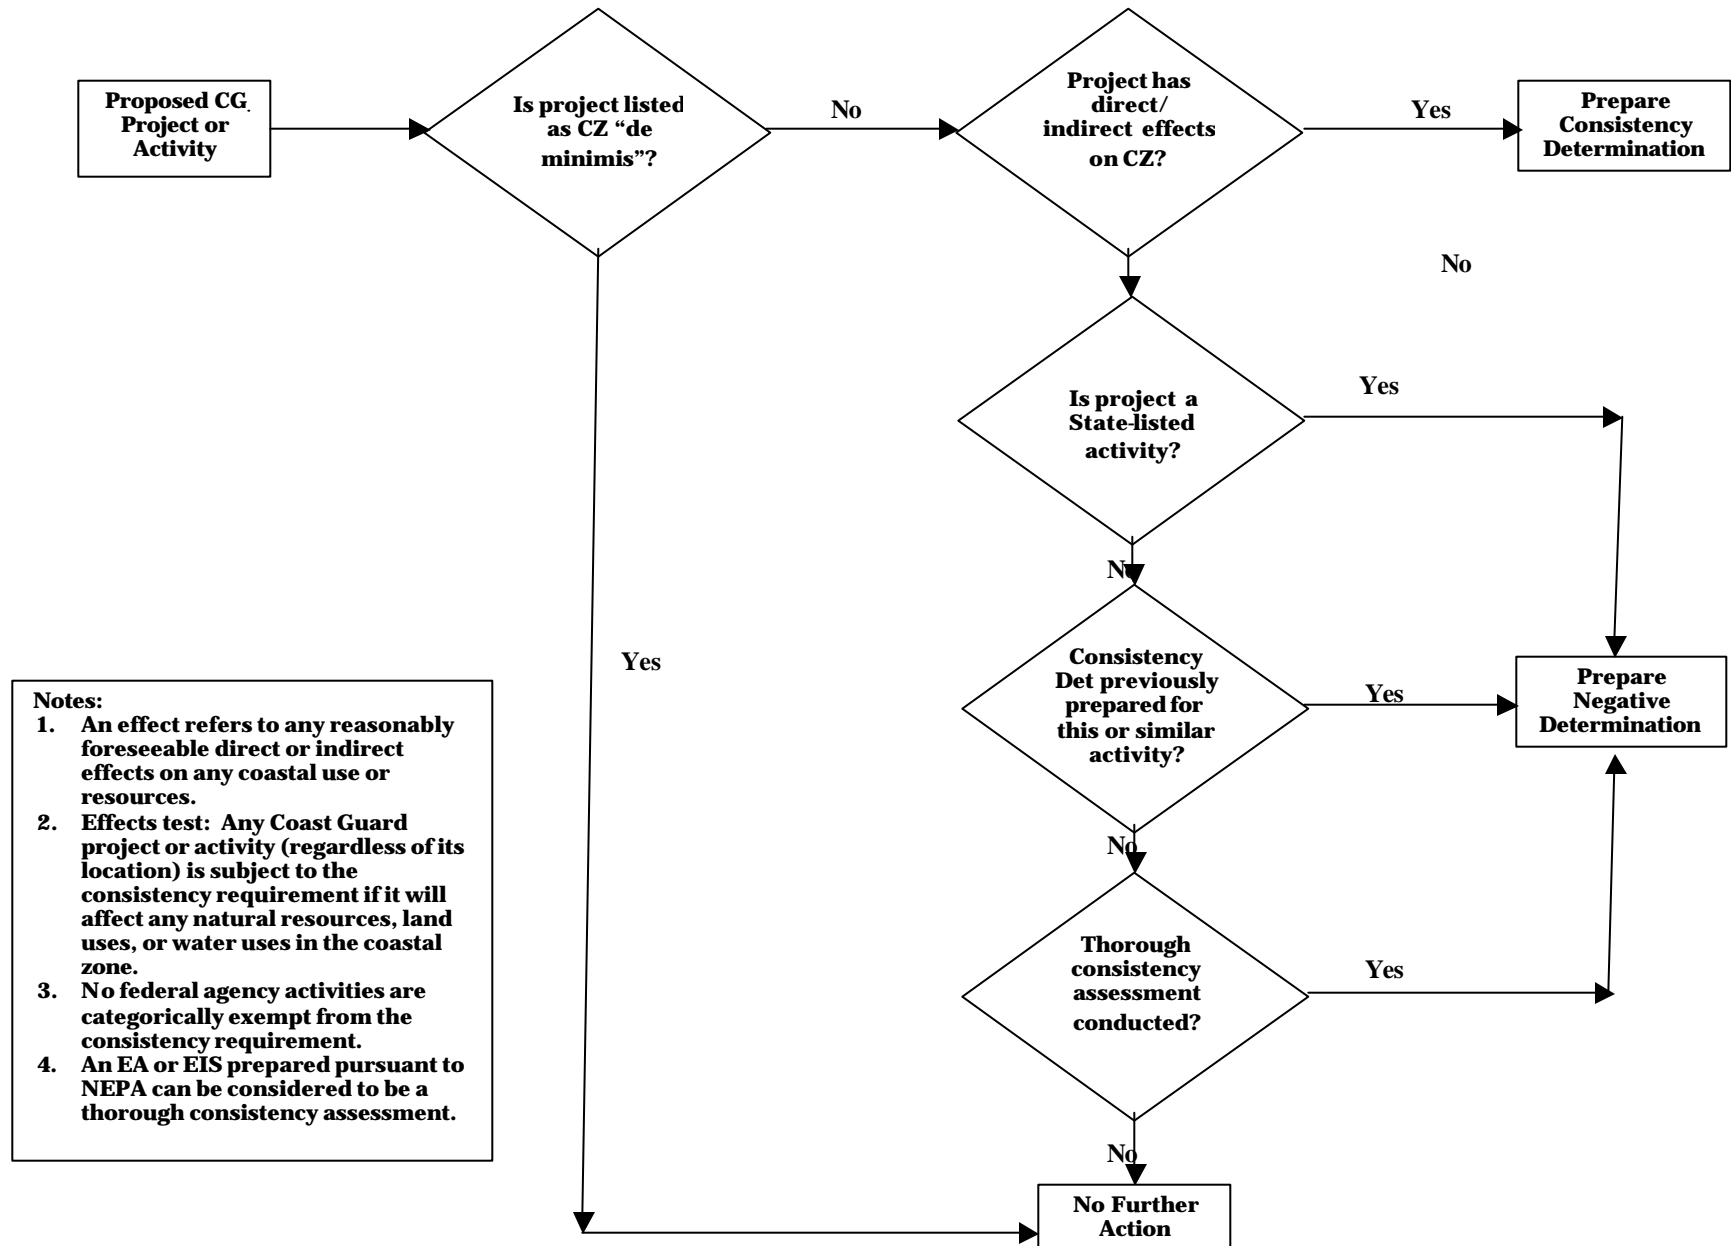 Proposed CG.
Project or
Activity
Is project listed
as CZ “de
minimis”?
No
Project has
direct/
indirect effects
on CZ?
Yes
Prepare
Consistency
Determination
No
Is project a
State-listed
activity?
Yes
No
Yes
Consistency
Det previously
prepared for
this or similar
activity?
Yes
Prepare
Negative
Determination
No
Thorough
consistency
assessment
conducted?
Yes
No
No Further
Action
Notes:
1. An effect refers to any reasonably
foreseeable direct or indirect
effects on any coastal use or
resources.
2. Effects test: Any Coast Guard
project or activity (regardless of its
location) is subject to the
consistency requirement if it will
affect any natural resources, land
uses, or water uses in the coastal
zone.
3. No federal agency activities are
categorically exempt from the
consistency requirement.
4. An EA or EIS prepared pursuant to
NEPA can be considered to be a
thorough consistency assessment.